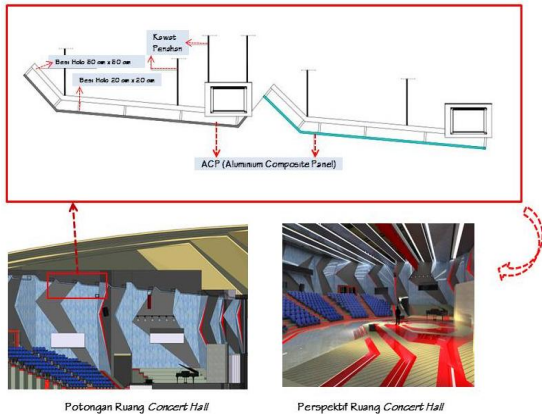 Kawat
Penahan
Besi Holo 80 cm x 80 cm
Besi Holo 20 cm x 20 cm
ACP (Aluminium Composite Panel)
Potongan Ruang Concert Hall
Perspektif Ruang Concert Hall